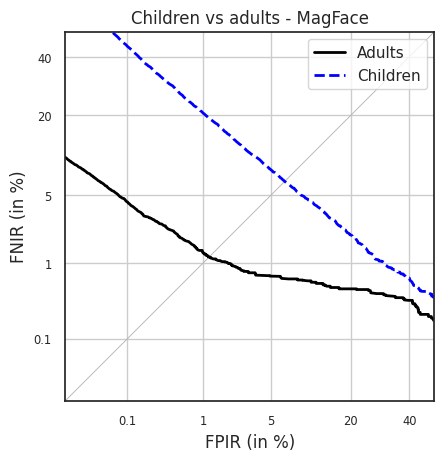 Children vs adults - MagFace
Adults
Children
40
20
5
1
0.1
FNIR (in %)
0.1 1 5 20 40
FPIR (in %)